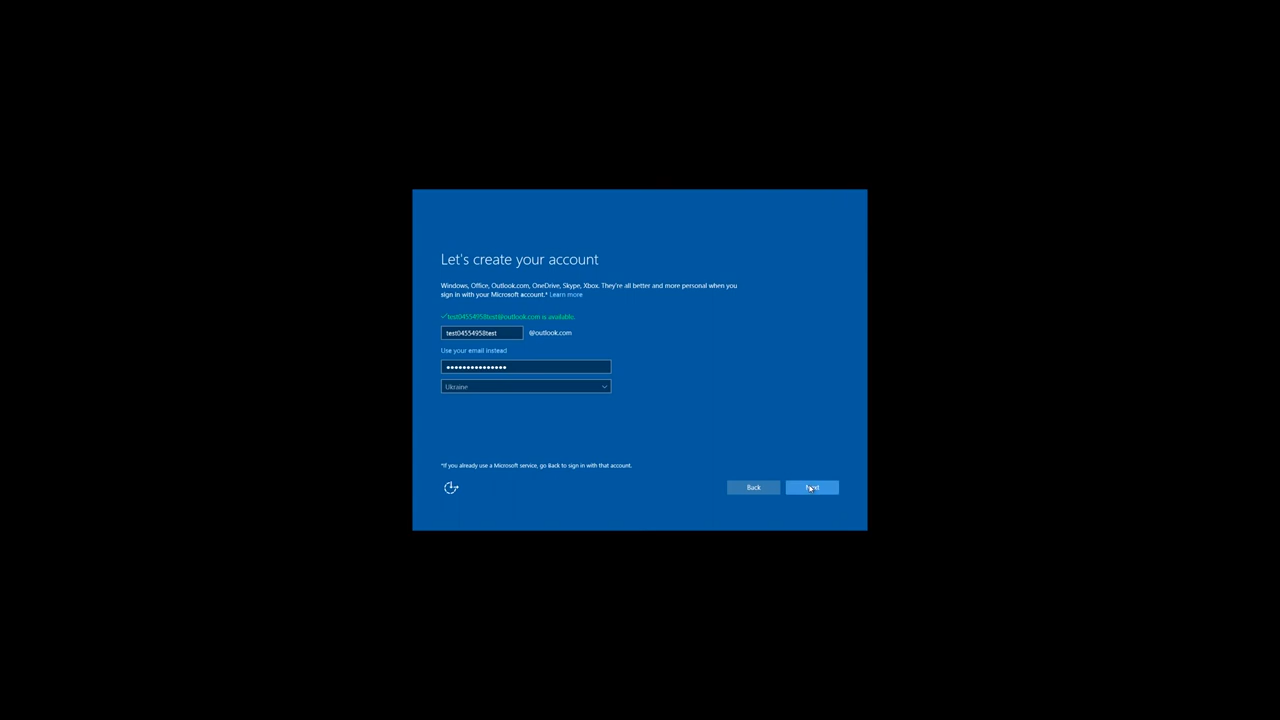 Let's create your account
Windows, Office, Outlook.com, OneDrive, Skype, Xbox. They're all better and more personal when you
sign in with your Microsoft account.* Learn more
✓test04554958test@outlook.com is available.
test04554958test @outlook.com
Use your email instead
Ukraine
*If you already use a Microsoft service, go Back to sign in with that account.
Back Next